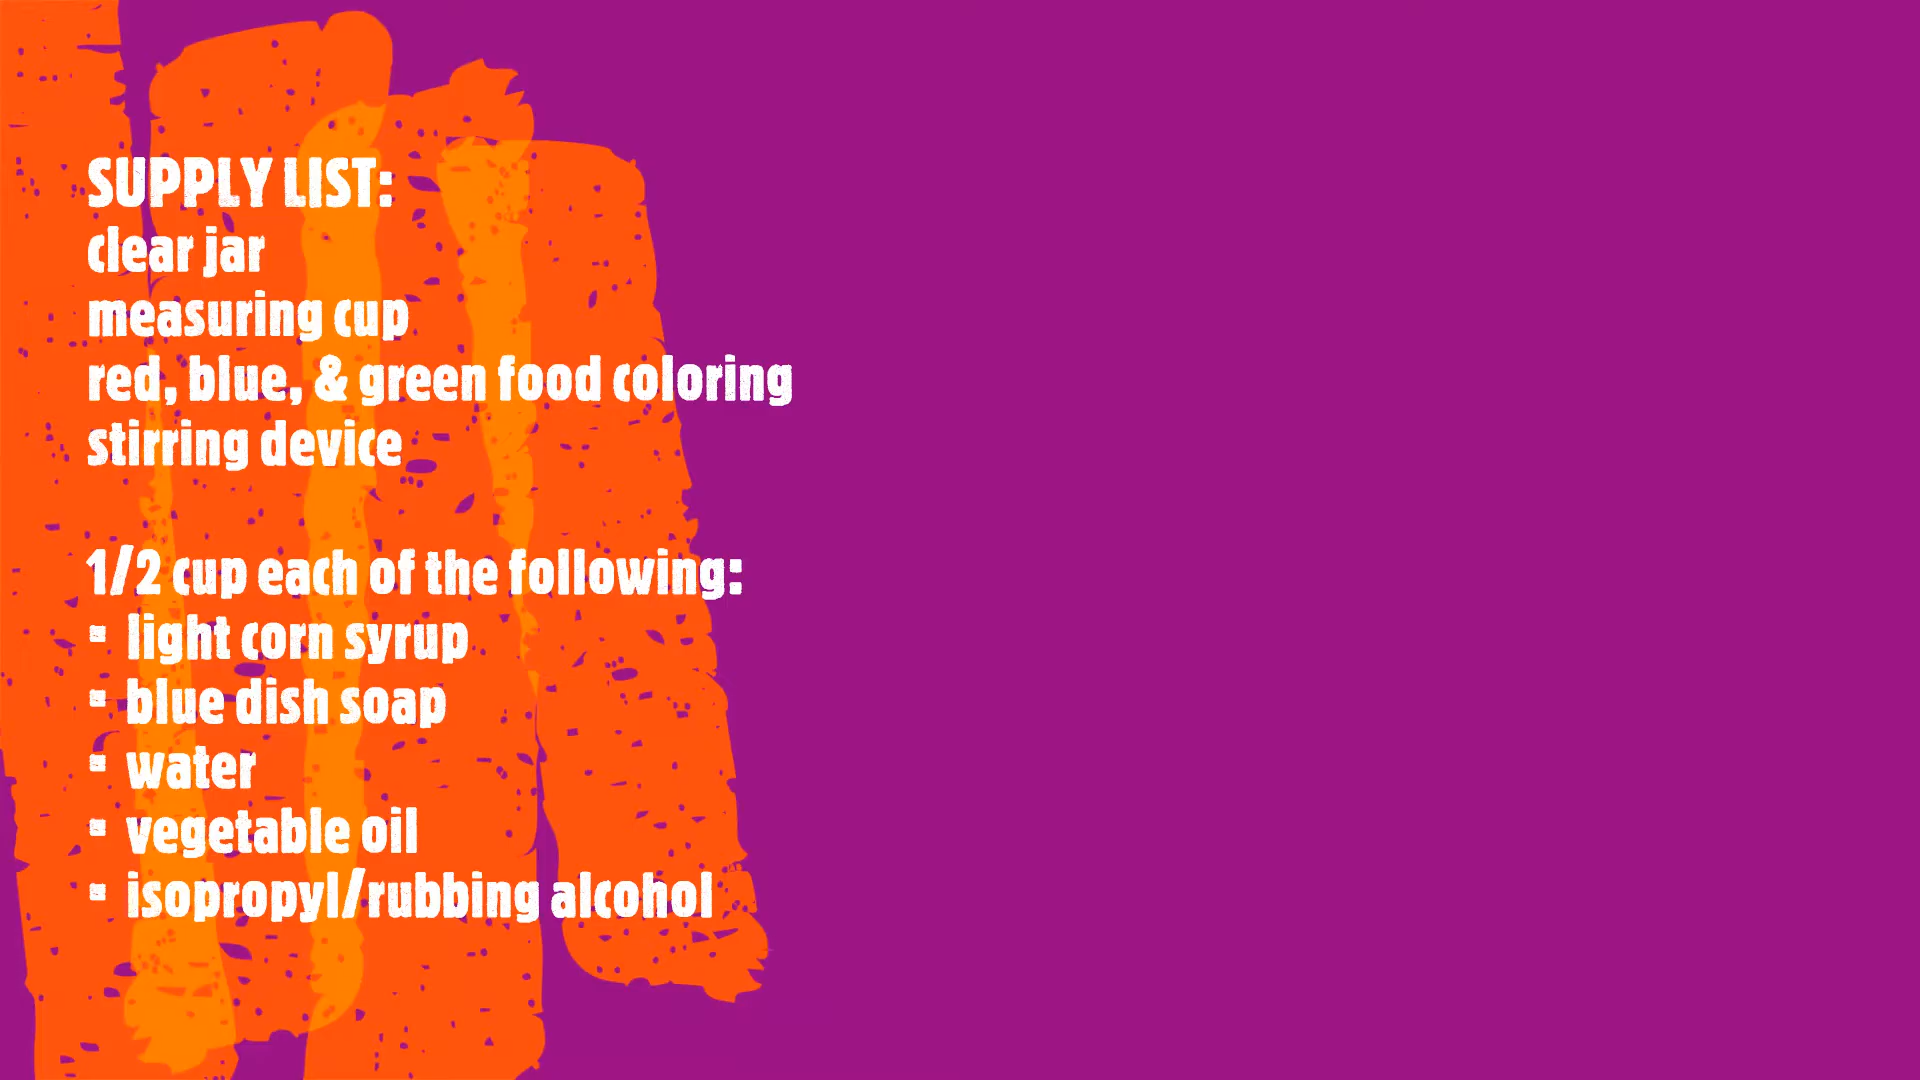 SUPPLY LIST:
clear jar
measuring cup
red, blue, & green food coloring
stirring device
1/2 cup each of the following:
▪ light corn syrup
▪ blue dish soap
▪ water
▪ vegetable oil
▪ isopropyl/rubbing alcohol